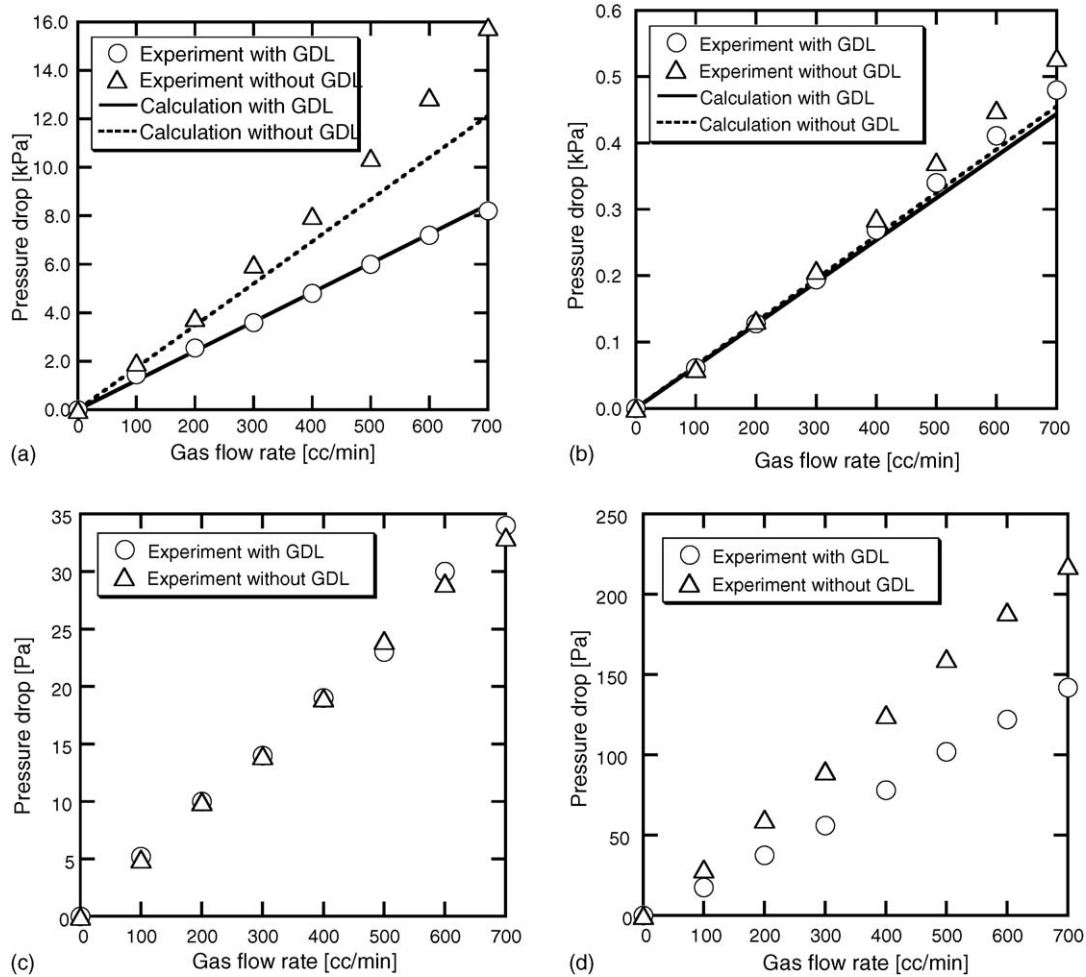 16.0
14.0
12.0
10.0
8.0
6.0
4.0
2.0
0.0
Pressure drop [kPa]
Experiment with GDL
Experiment without GDL
Calculation with GDL
Calculation without GDL
0 100 200 300 400 500 600 700
(a) Gas flow rate [cc/min]
0.6
0.5
0.4
0.3
0.2
0.1
0.0
Pressure drop [kPa]
Experiment with GDL
Experiment without GDL
Calculation with GDL
Calculation without GDL
0 100 200 300 400 500 600 700
(b) Gas flow rate [cc/min]
35
30
25
20
15
10
5
0
Pressure drop [Pa]
Experiment with GDL
Experiment without GDL
0 100 200 300 400 500 600 700
(c) Gas flow rate [cc/min]
250
200
150
100
50
0
Pressure drop [Pa]
Experiment with GDL
Experiment without GDL
0 100 200 300 400 500 600 700
(d) Gas flow rate [cc/min]